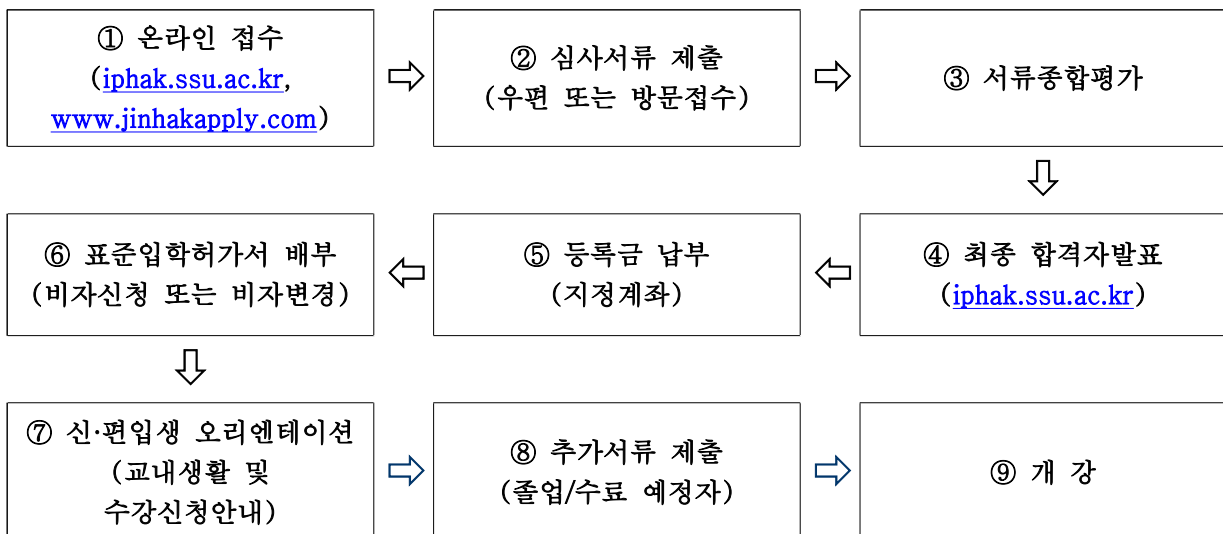 ① 온라인 접수
(iphak.ssu.ac.kr,
www.jinhakapply.com)
② 심사서류 제출
(우편 또는 방문접수)
③ 서류종합평가
④ 최종 합격자발표
(iphak.ssu.ac.kr)
⑤ 등록금 납부
(지정계좌)
⑥ 표준입학허가서 배부
(비자신청 또는 비자변경)
⑦ 신·편입생 오리엔테이션
(교내생활 및
수강신청안내)
⑧ 추가서류 제출
(졸업/수료 예정자)
⑨ 개 강